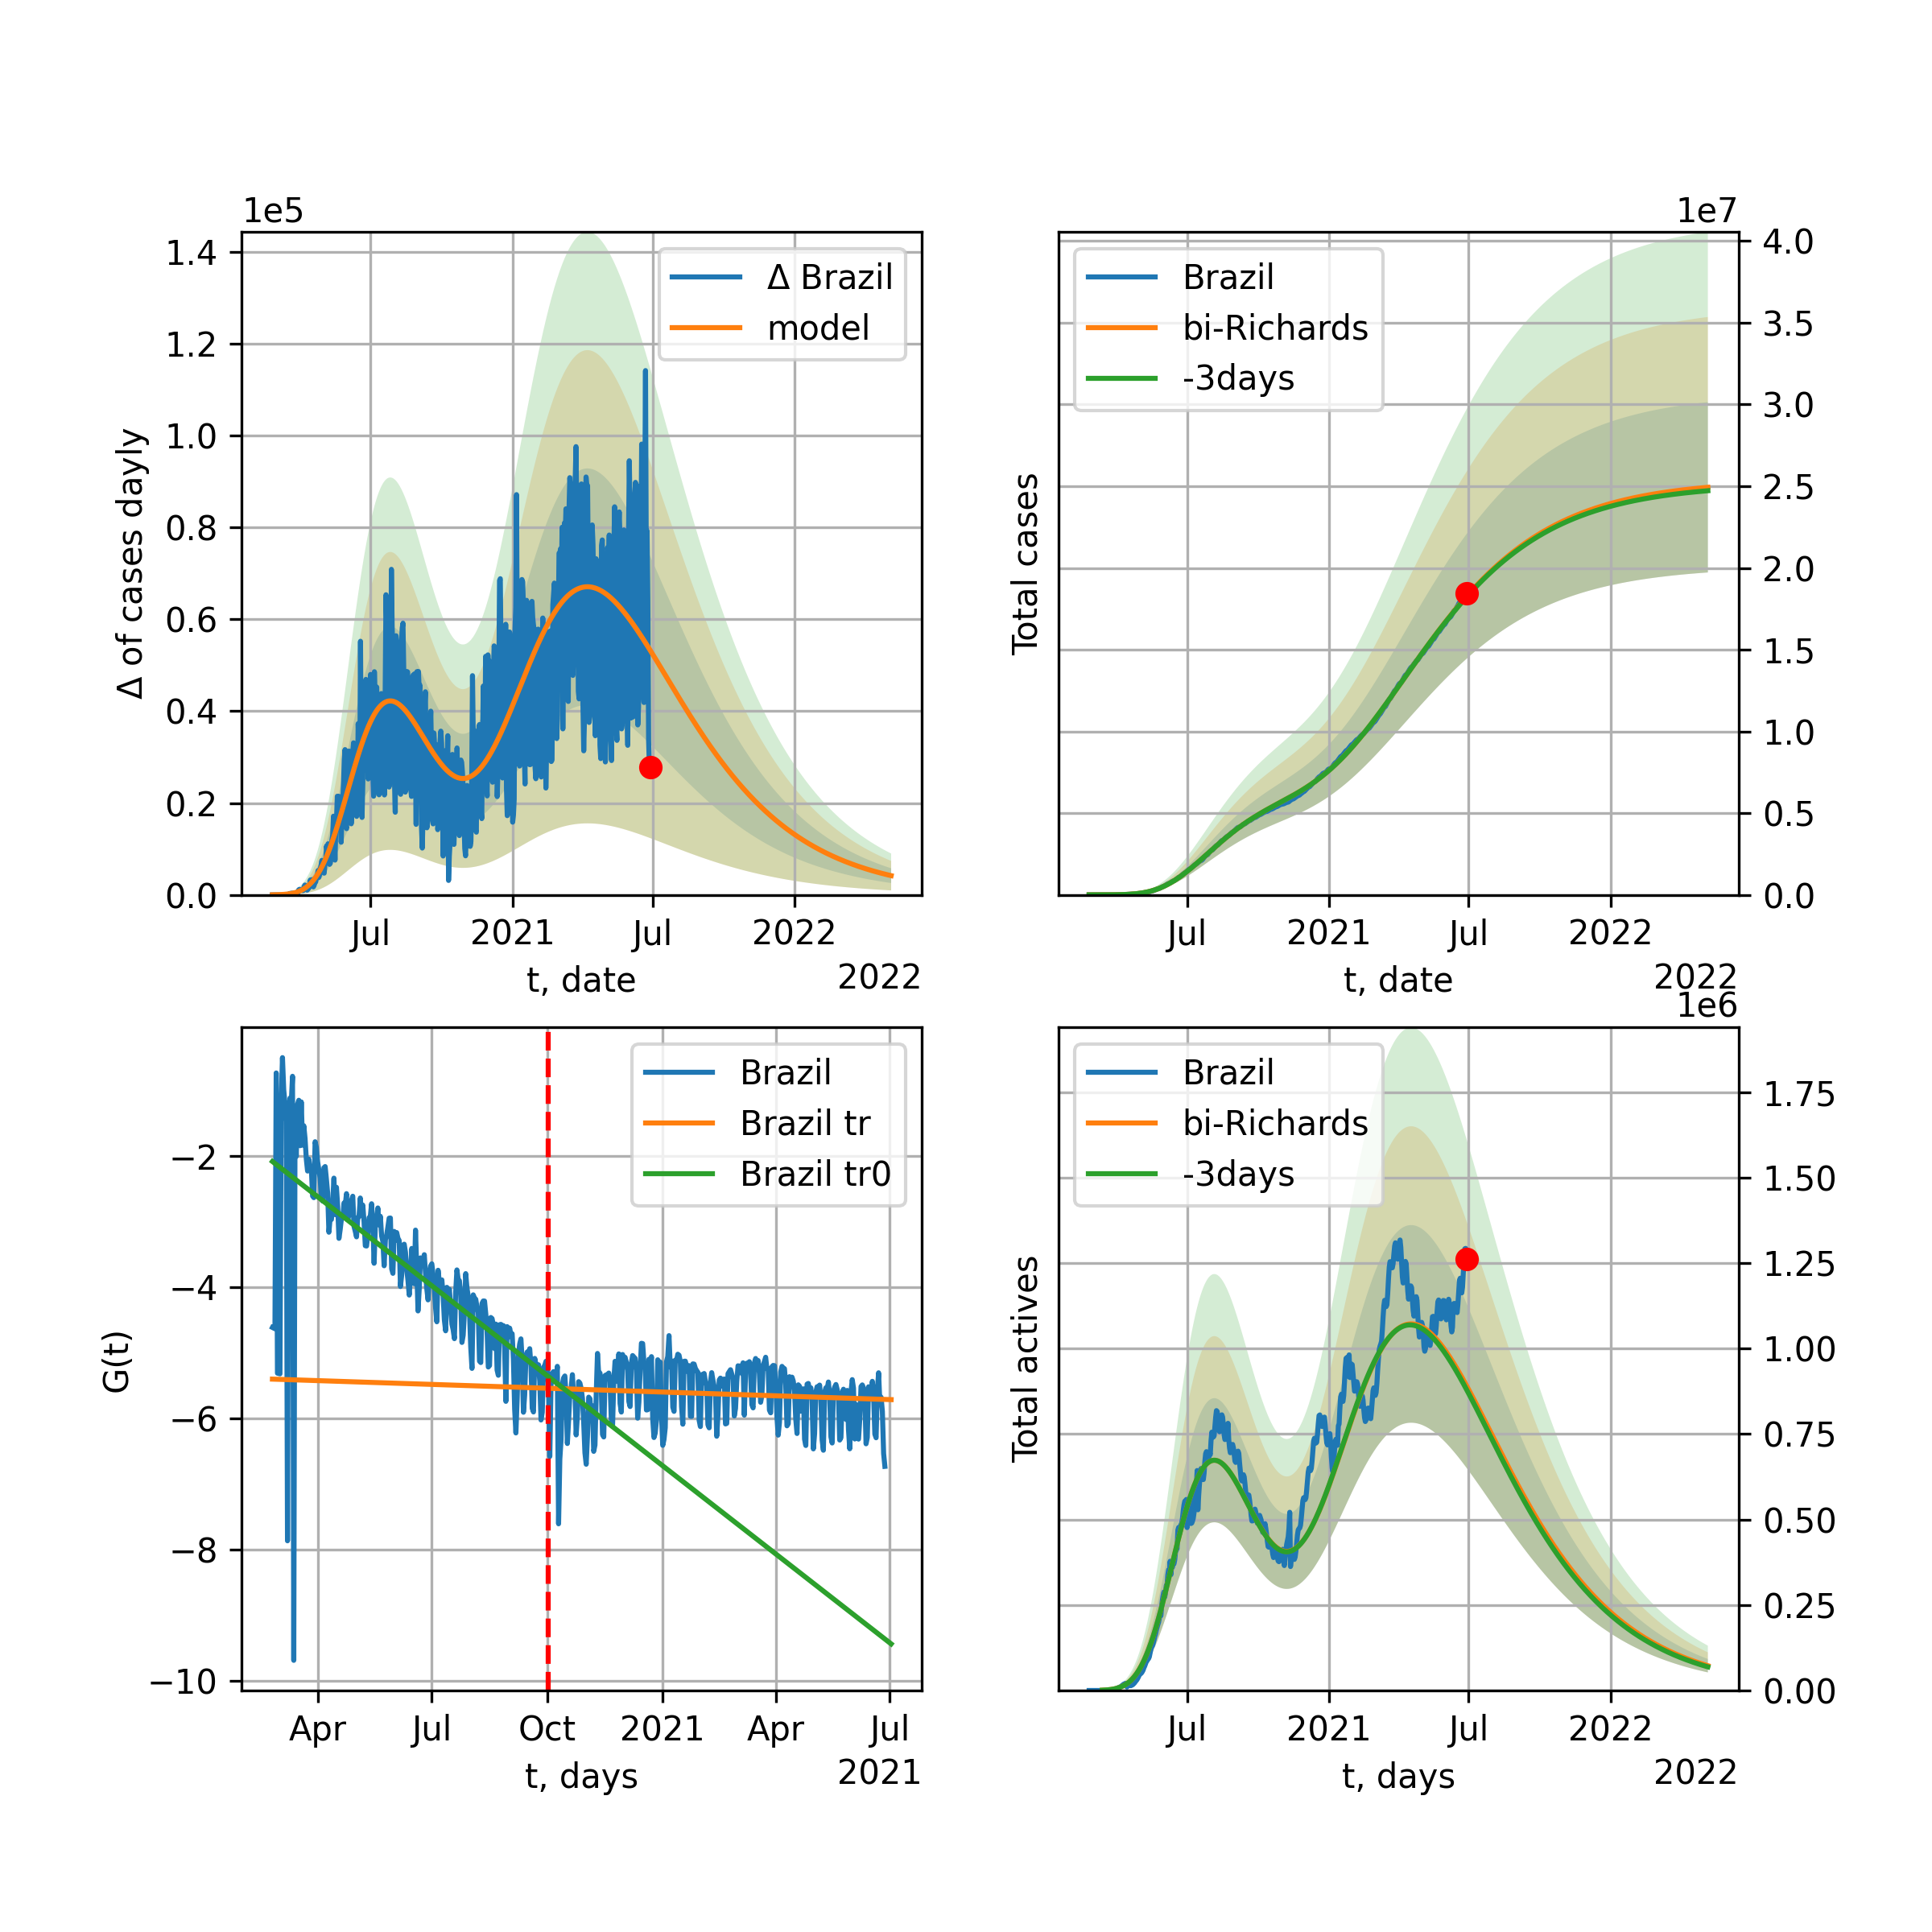 1e5
1.4
1.2
1.0
0.8
0.6
0.4
0.2
0.0
Δ of cases dayly
Δ Brazil
model
Jul
2021
Jul
2022
t, date
2022
1e7
4.0
3.5
3.0
2.5
2.0
1.5
1.0
0.5
0.0
Total cases
Brazil
bi-Richards
-3days
Jul
2021
Jul
2022
t, date
2022
−2
−4
−6
−8
−10
G(t)
Brazil
Brazil tr
Brazil tr0
Apr
Jul
Oct
2021
Apr
Jul
t, days
2021
1e6
1.75
1.50
1.25
1.00
0.75
0.50
0.25
0.00
Total actives
Brazil
bi-Richards
-3days
Jul
2021
Jul
2022
t, days
2022